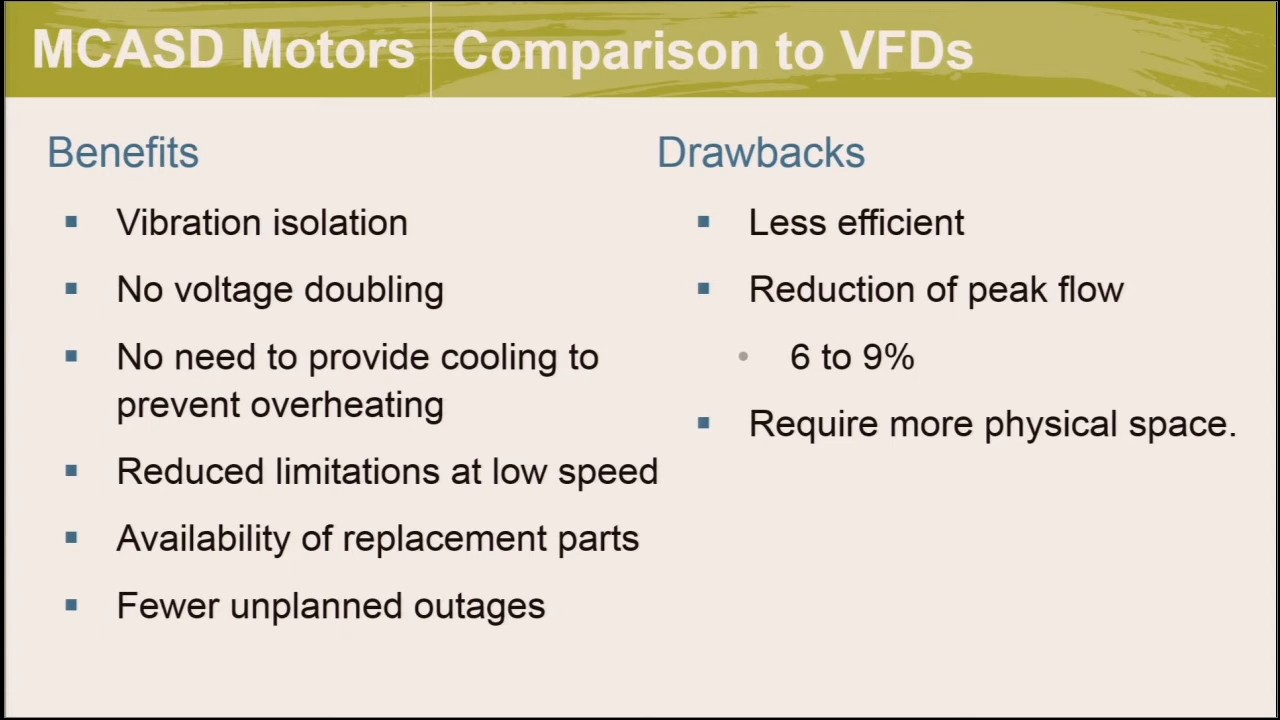 MCASD Motors Comparison to VFDs
Benefits
Vibration isolation
No voltage doubling
No need to provide cooling to
prevent overheating
Reduced limitations at low speed
Availability of replacement parts
Fewer unplanned outages
Drawbacks
Less efficient
Reduction of peak flow
6 to 9%
Require more physical space.